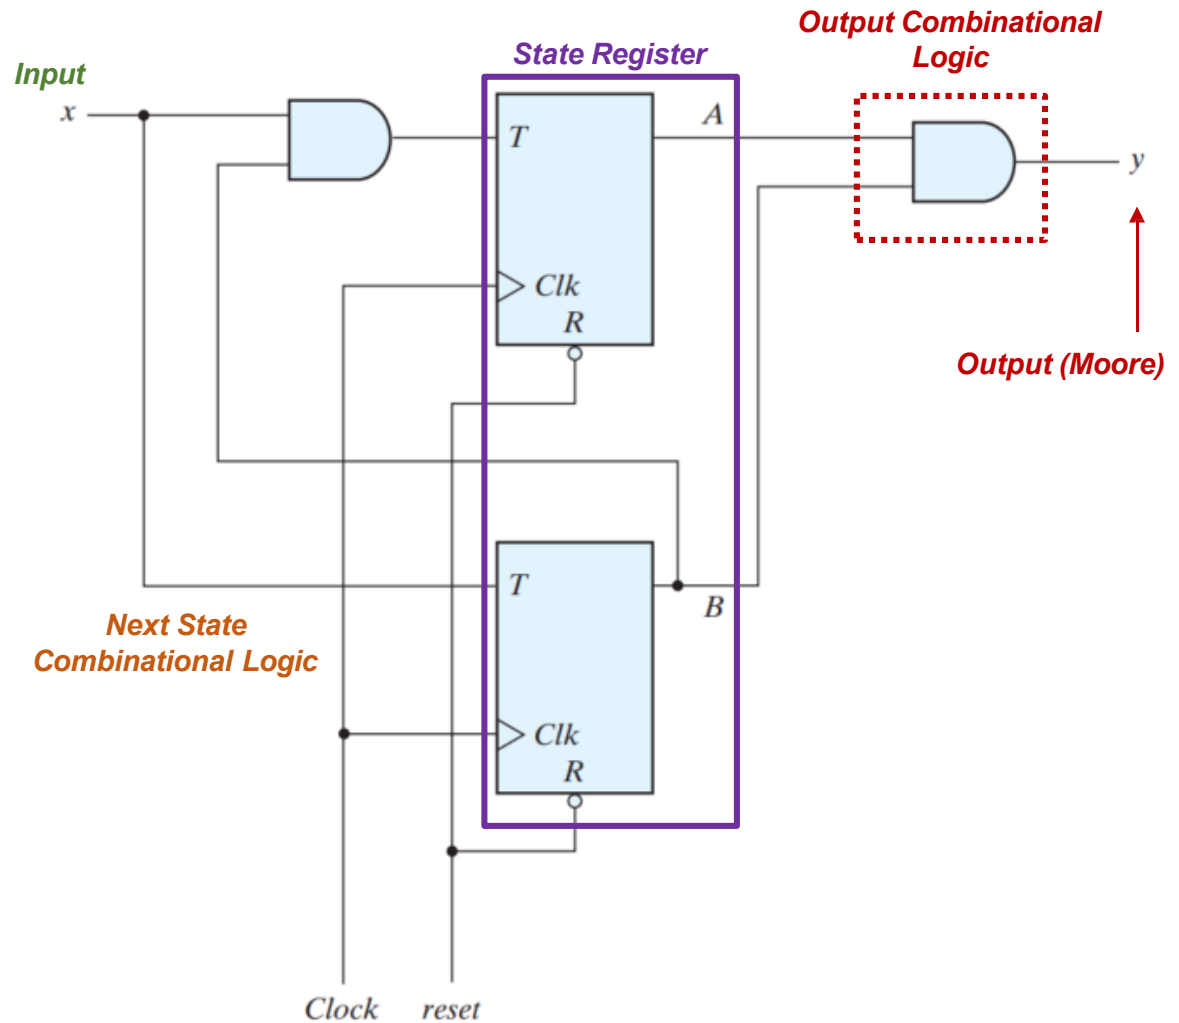 Output Combinational
Logic
State Register
Input
x
T
A
y
Clk
R
Output (Moore)
T
B
Next State
Combinational Logic
Clk
R
Clock
reset